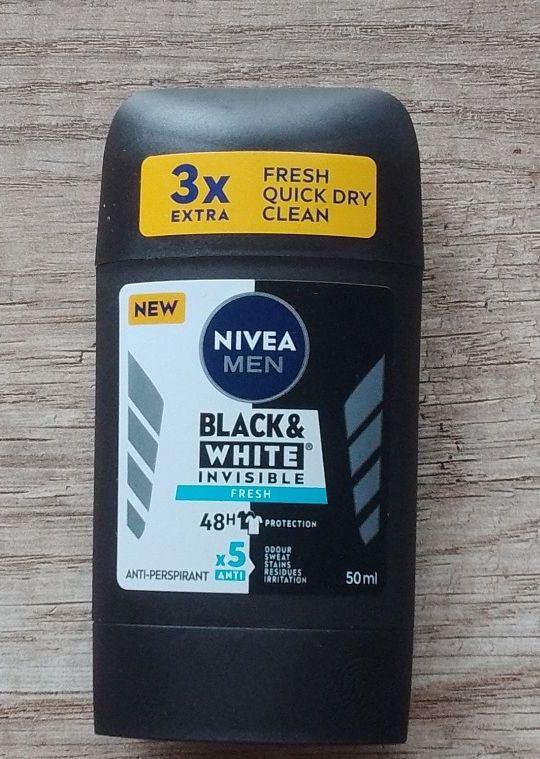 3x
EXTRA
FRESH
QUICK DRY
CLEAN
NEW
NIVEA
MEN
BLACK&
WHITE®
INVISIBLE
FRESH
48H PROTECTION
x5
ANTI
ODOUR
SWEAT
STAINS
RESIDUES
IRRITATION
ANTI-PERSPIRANT
50ml